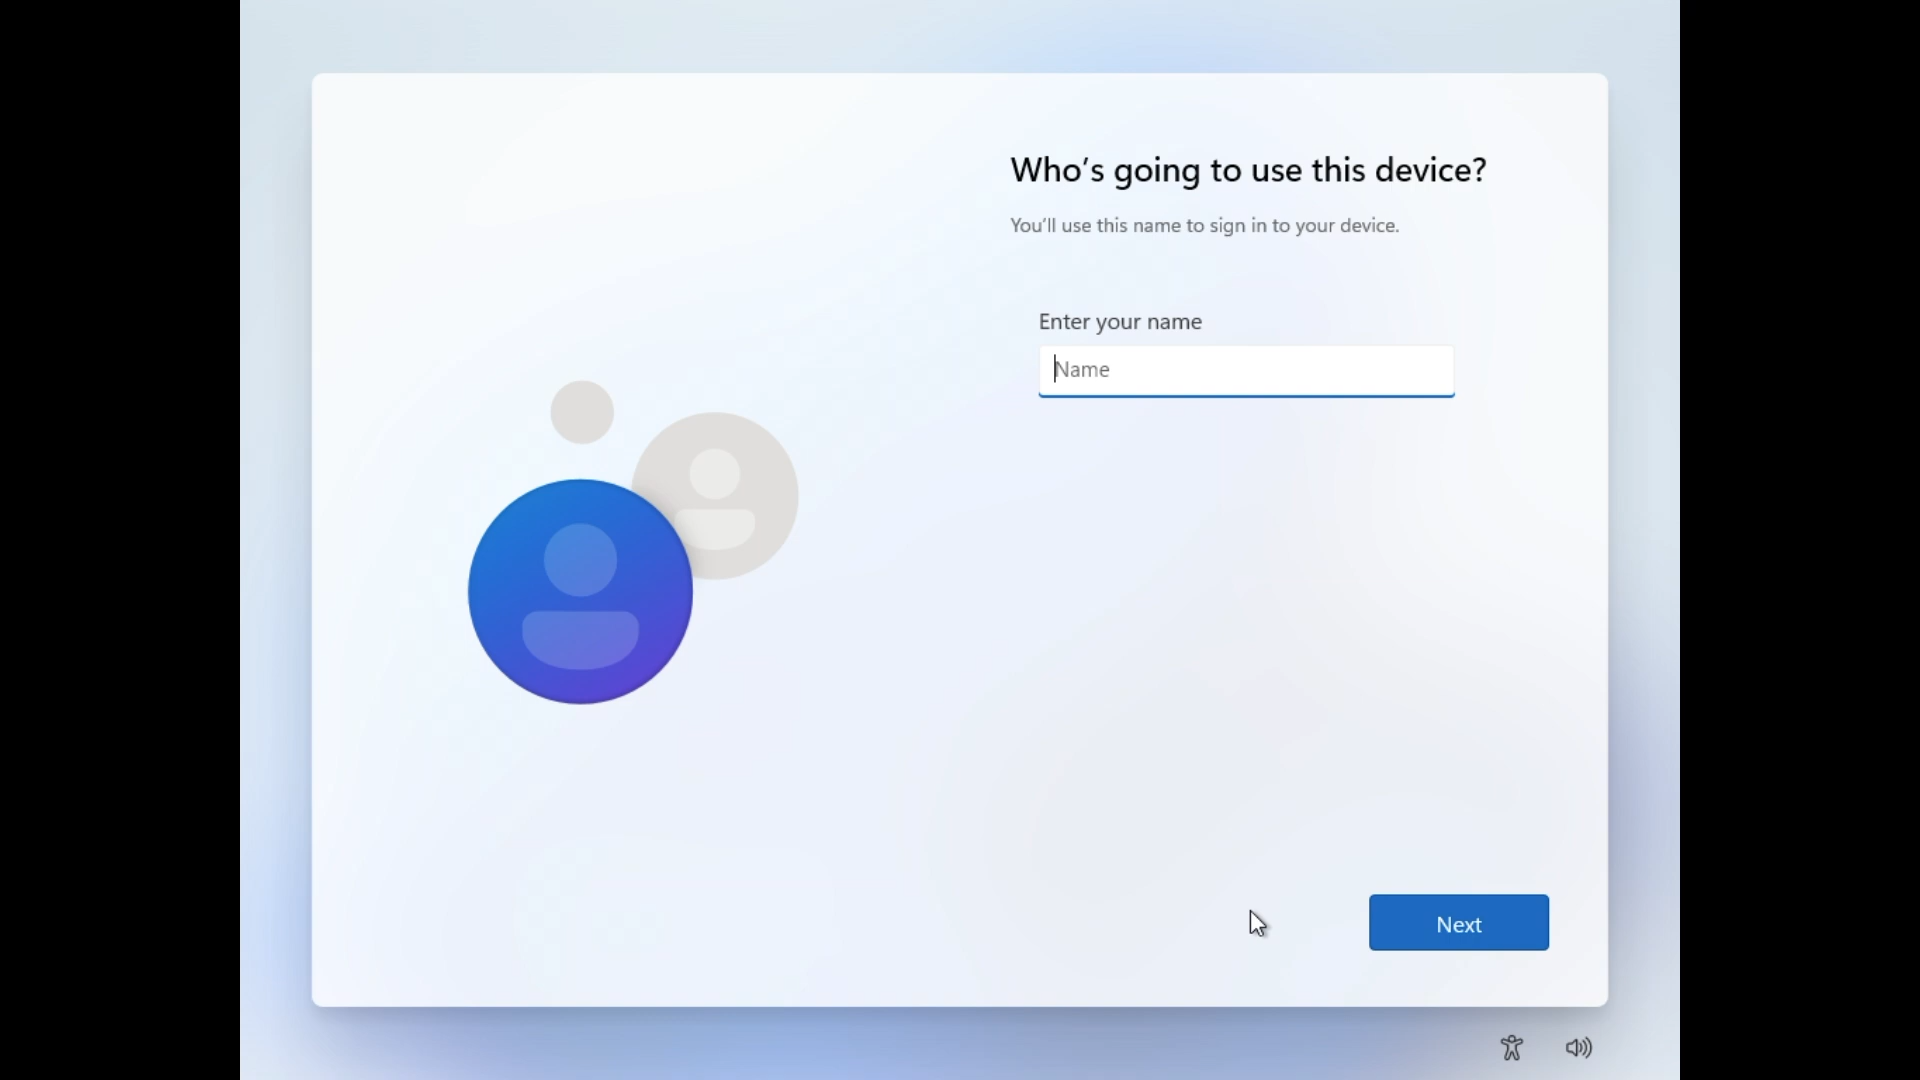 Who's going to use this device?
You'll use this name to sign in to your device.
Enter your name
Name
Next